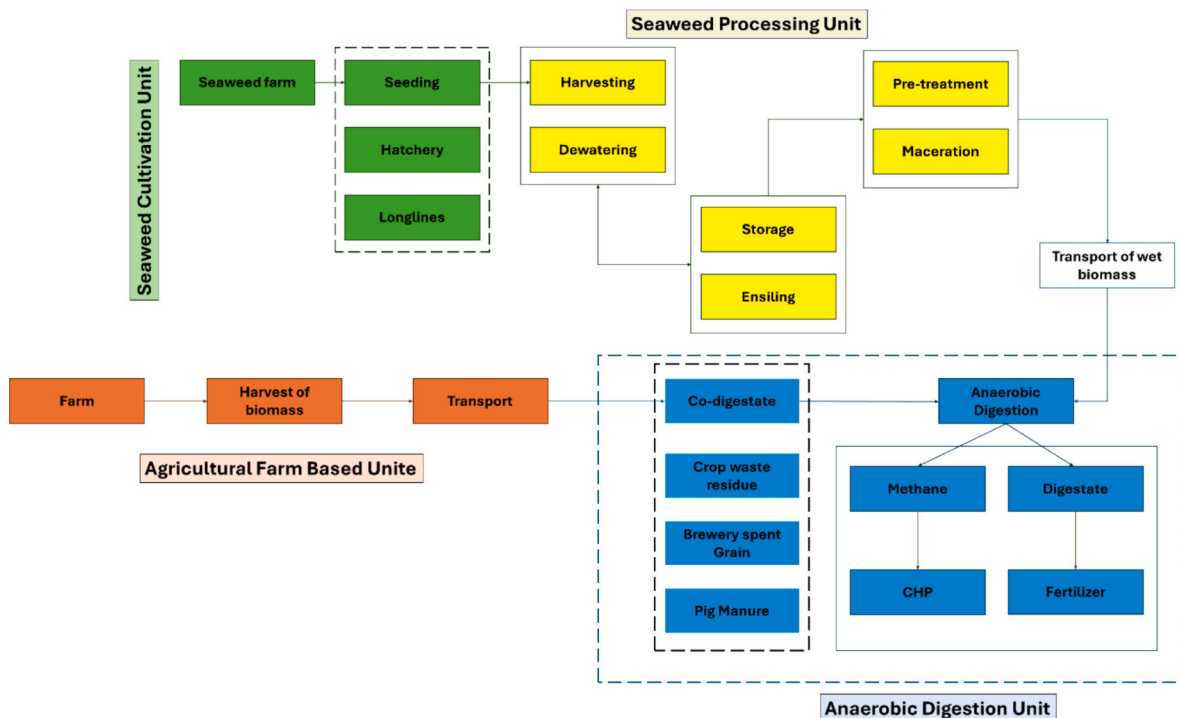 Seaweed Processing Unit
Seaweed Cultivation Unit
Seaweed farm
Seeding
Hatchery
Longlines
Harvesting
Dewatering
Storage
Ensiling
Pre-treatment
Maceration
Transport of wet
biomass
Farm
Harvest of
biomass
Transport
Agricultural Farm Based Unite
Co-digestate
Crop waste
residue
Brewery spent
Grain
Pig Manure
Anaerobic
Digestion
Methane
Digestate
CHP
Fertilizer
Anaerobic Digestion Unit